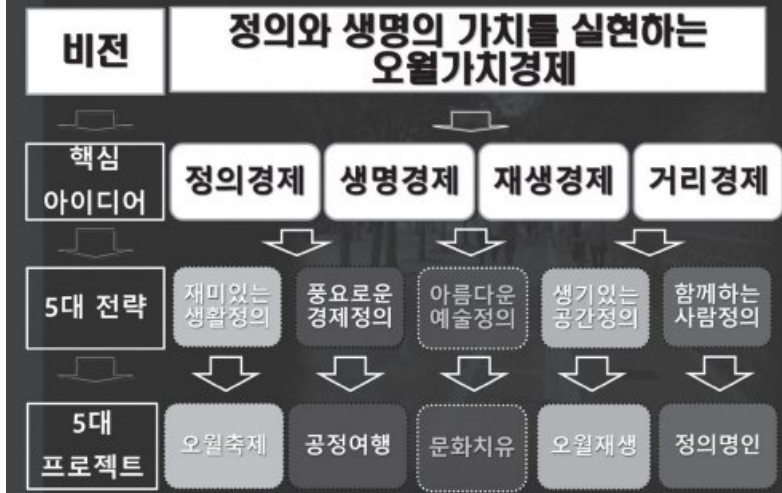 비전
정의와 생명의 가치를 실현하는
오월가치경제
핵심
아이디어
정의경제
생명경제
재생경제
거리경제
5대 전략
재미있는
생활정의
풍요로운
경제정의
아름다운
예술정의
생기있는
공간정의
함께하는
사람정의
5대
프로젝트
오월축제
공정여행
문화치유
오월재생
정의명인